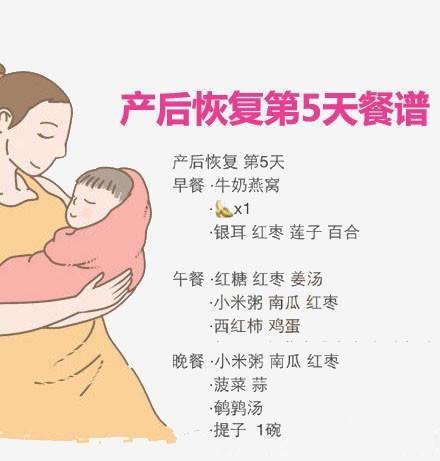 产后恢复第5天餐谱
产后恢复 第5天
早餐 ·牛奶燕窝
·🍌x1
·银耳 红枣 莲子 百合
午餐 ·红糖 红枣 姜汤
·小米粥 南瓜 红枣
·西红柿 鸡蛋
晚餐 ·小米粥 南瓜 红枣
·菠菜 蒜
·鹌鹑汤
·提子 1碗